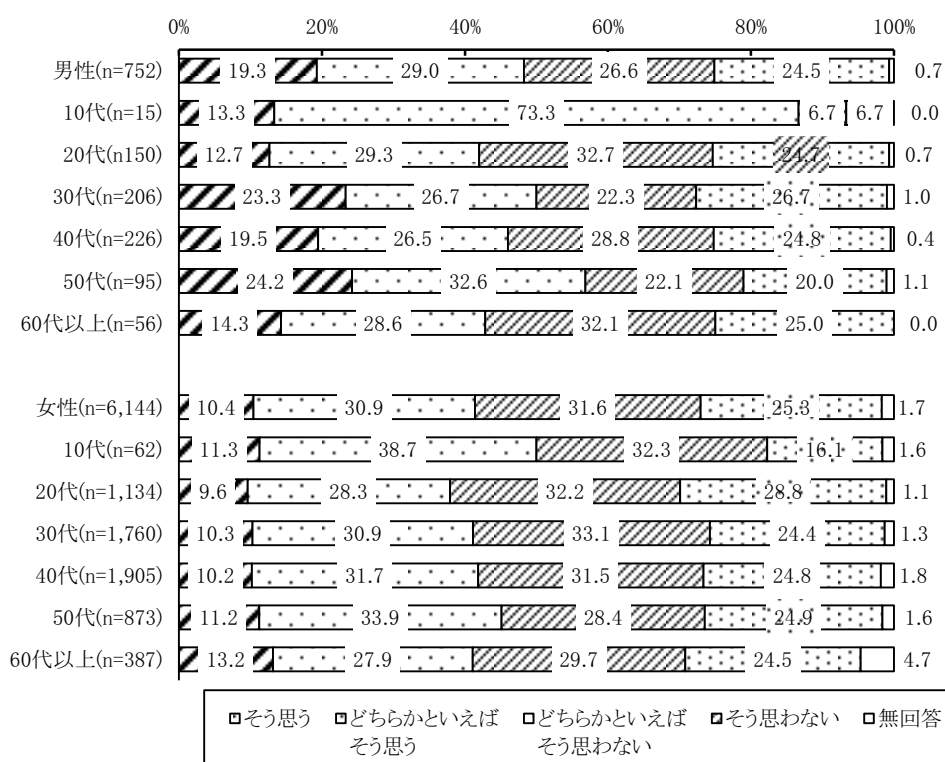 0% 20% 40% 60% 80% 100%
男性(n=752) 19.3 29.0 26.6 24.5 0.7
10代(n=15) 13.3 73.3 6.7 6.7 0.0
20代(n150) 12.7 29.3 32.7 24.7 0.7
30代(n=206) 23.3 26.7 22.3 26.7 1.0
40代(n=226) 19.5 26.5 28.8 24.8 0.4
50代(n=95) 24.2 32.6 22.1 20.0 1.1
60代以上(n=56) 14.3 28.6 32.1 25.0 0.0
女性(n=6,144) 10.4 30.9 31.6 25.3 1.7
10代(n=62) 11.3 38.7 32.3 16.1 1.6
20代(n=1,134) 9.6 28.3 32.2 28.8 1.1
30代(n=1,760) 10.3 30.9 33.1 24.4 1.3
40代(n=1,905) 10.2 31.7 31.5 24.8 1.8
50代(n=873) 11.2 33.9 28.4 24.9 1.6
60代以上(n=387) 13.2 27.9 29.7 24.5 4.7
そう思う どちらかといえば どちらかといえば そう思わない 無回答
そう思う そう思わない